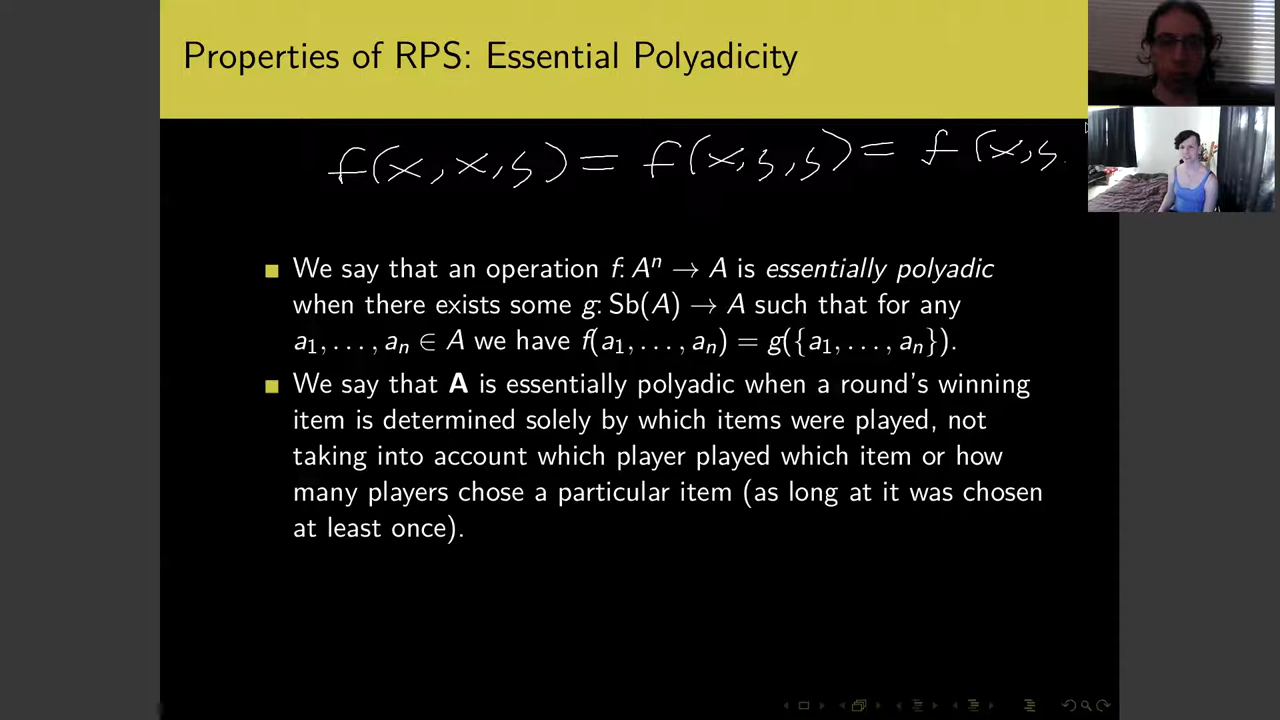 Properties of RPS: Essential Polyadicity
f(x, x, y) = f(x, y, y) = f(x, y
We say that an operation f: Aⁿ → A is essentially polyadic
when there exists some g: Sb(A) → A such that for any
a₁, . . . , aₙ ∈ A we have f(a₁, . . . , aₙ) = g({a₁, . . . , aₙ}).
We say that A is essentially polyadic when a round's winning
item is determined solely by which items were played, not
taking into account which player played which item or how
many players chose a particular item (as long at it was chosen
at least once).